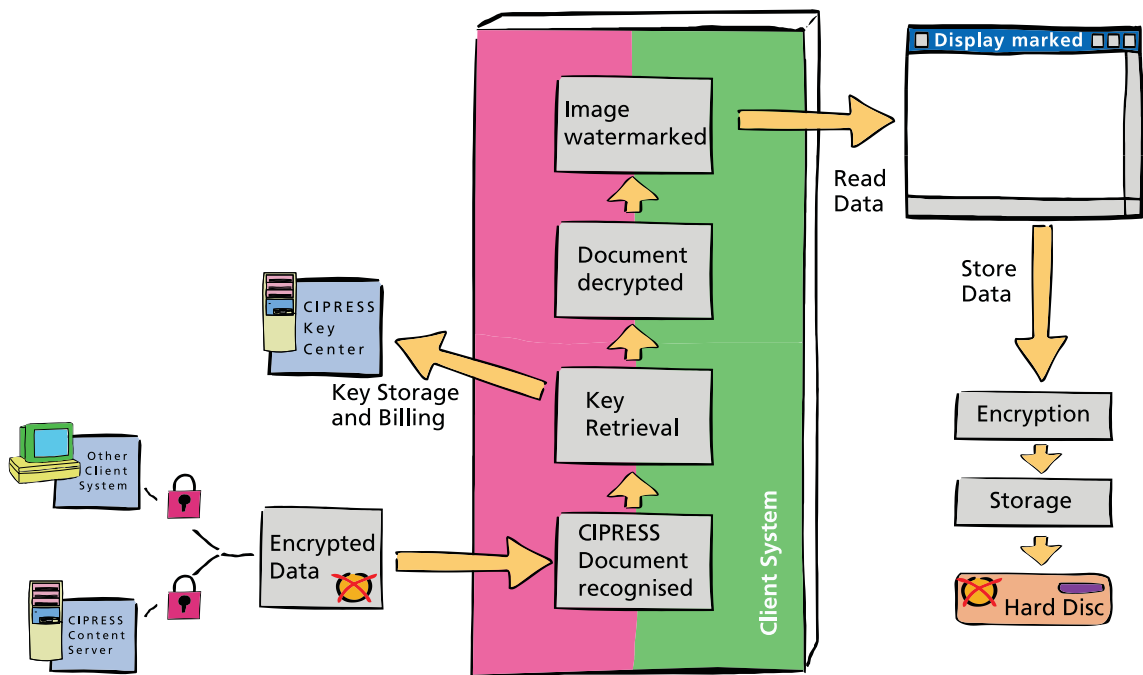 Display marked
Image
watermarked
Read
Data
Document
decrypted
Store
Data
CIPRESS
Key
Center
Key Storage
and Billing
Key
Retrieval
Encryption
Other
Client
System
Storage
Encrypted
Data
CIPRESS
Document
recognised
Client System
Hard Disc
CIPRESS
Content
Server